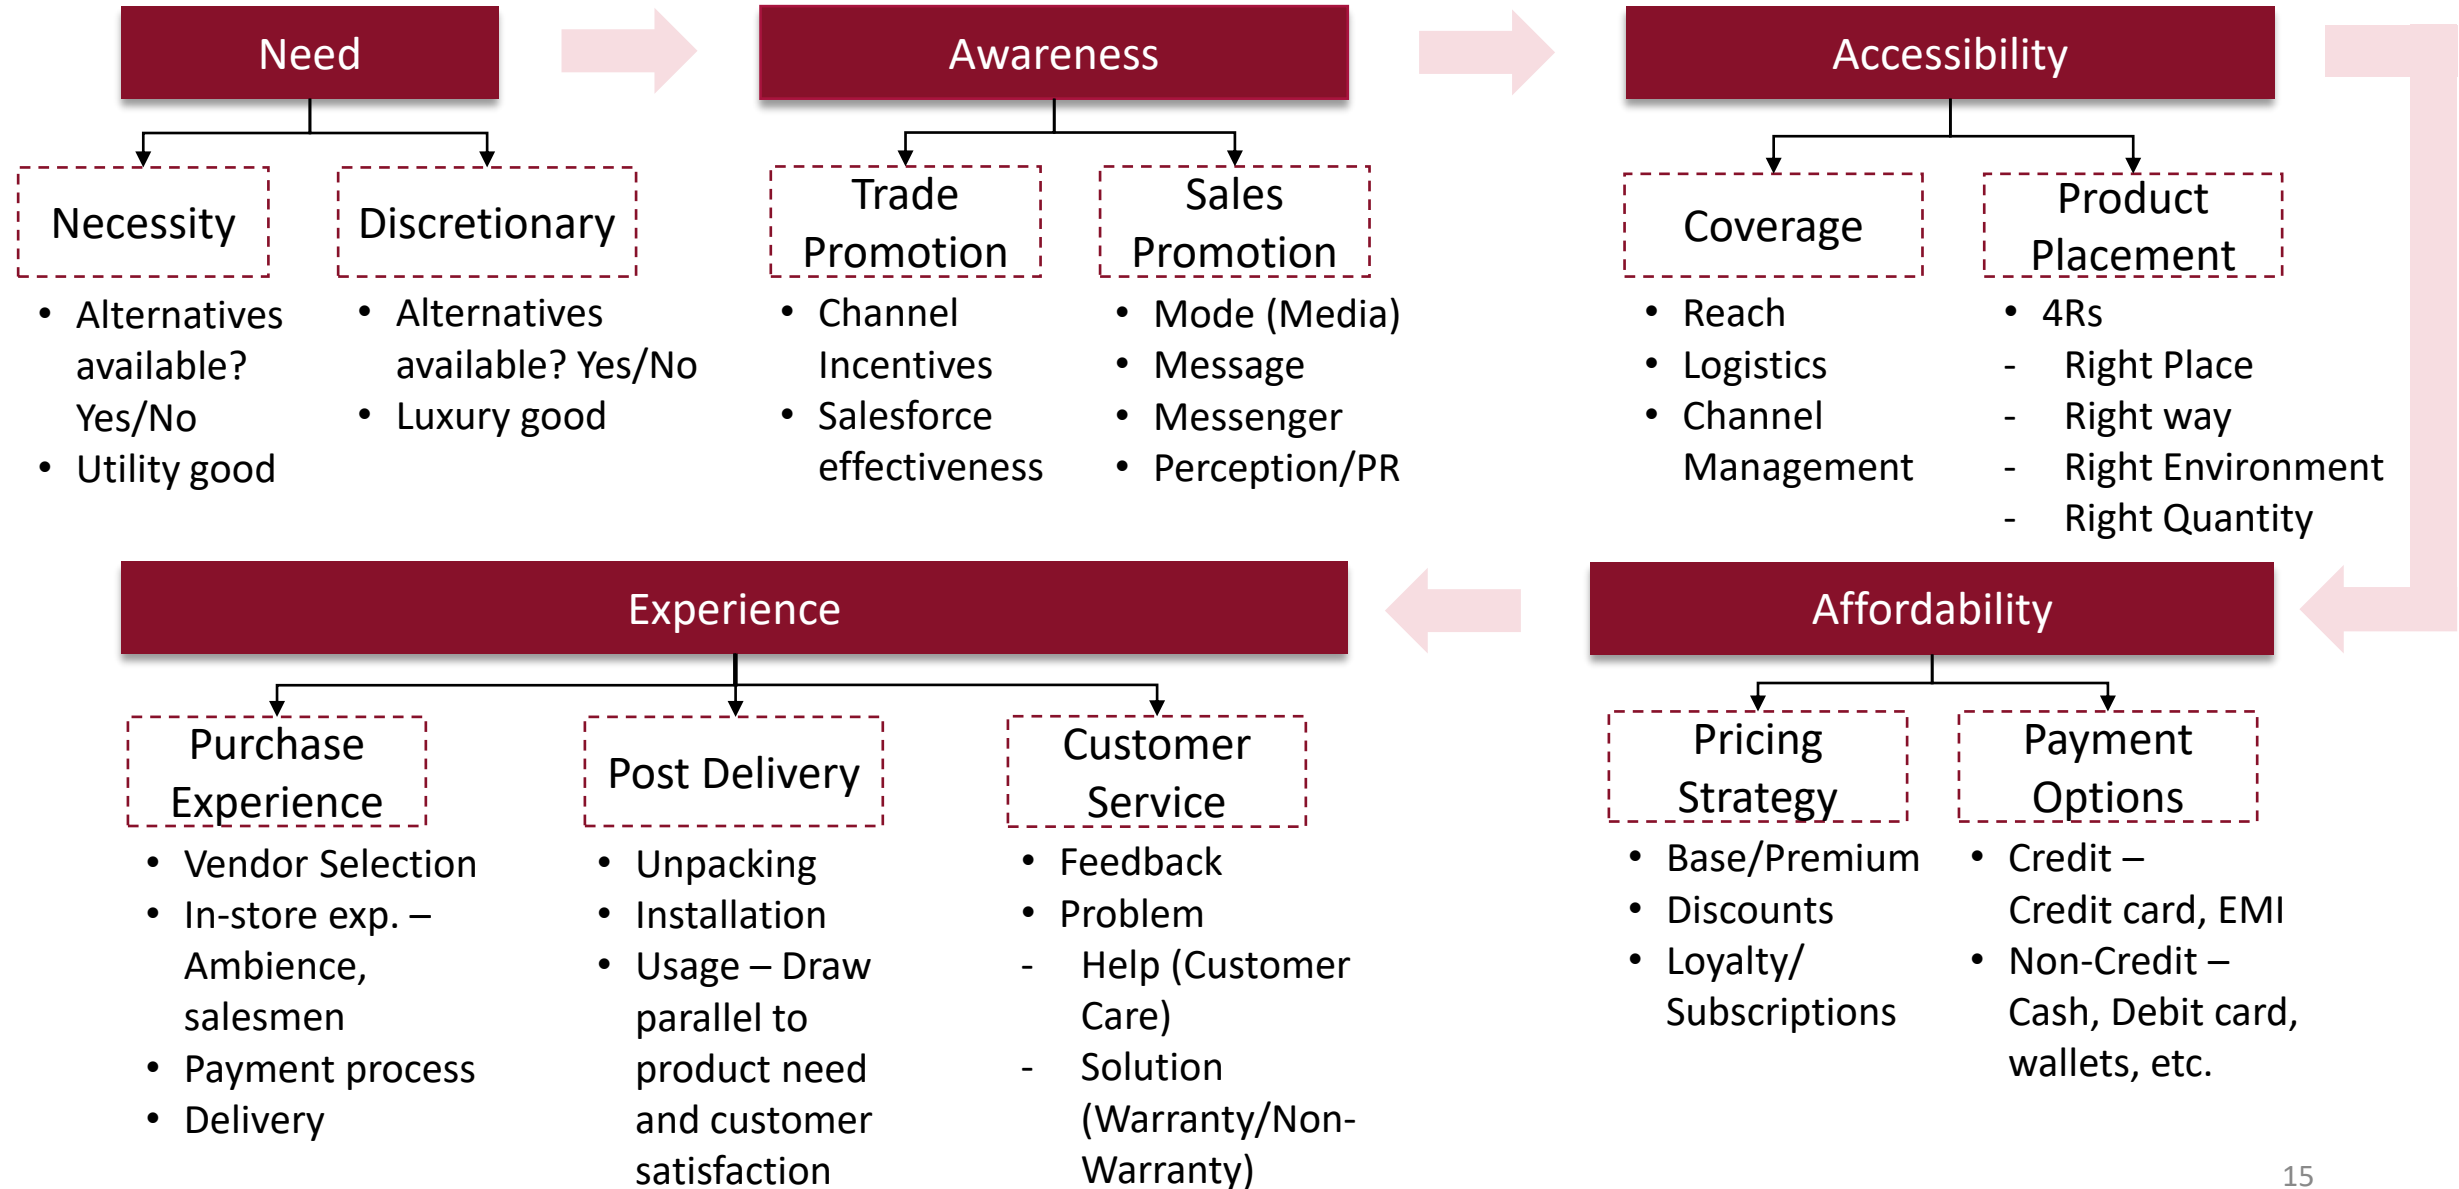 Need
Awareness
Accessibility
Necessity
Discretionary
Trade
Promotion
Sales
Promotion
Coverage
Product
Placement
• Alternatives
available?
Yes/No
• Utility good
• Alternatives
available? Yes/No
• Luxury good
• Channel
Incentives
• Salesforce
effectiveness
• Mode (Media)
• Message
• Messenger
• Perception/PR
• Reach
• Logistics
• Channel
Management
• 4Rs
- Right Place
- Right way
- Right Environment
- Right Quantity
Experience
Affordability
Purchase
Experience
Post Delivery
Customer
Service
Pricing
Strategy
Payment
Options
• Vendor Selection
• In-store exp. –
Ambience,
salesmen
• Payment process
• Delivery
• Unpacking
• Installation
• Usage – Draw
parallel to
product need
and customer
satisfaction
• Feedback
• Problem
- Help (Customer
Care)
- Solution
(Warranty/Non-
Warranty)
• Base/Premium
• Discounts
• Loyalty/
Subscriptions
• Credit –
Credit card, EMI
• Non-Credit –
Cash, Debit card,
wallets, etc.
15